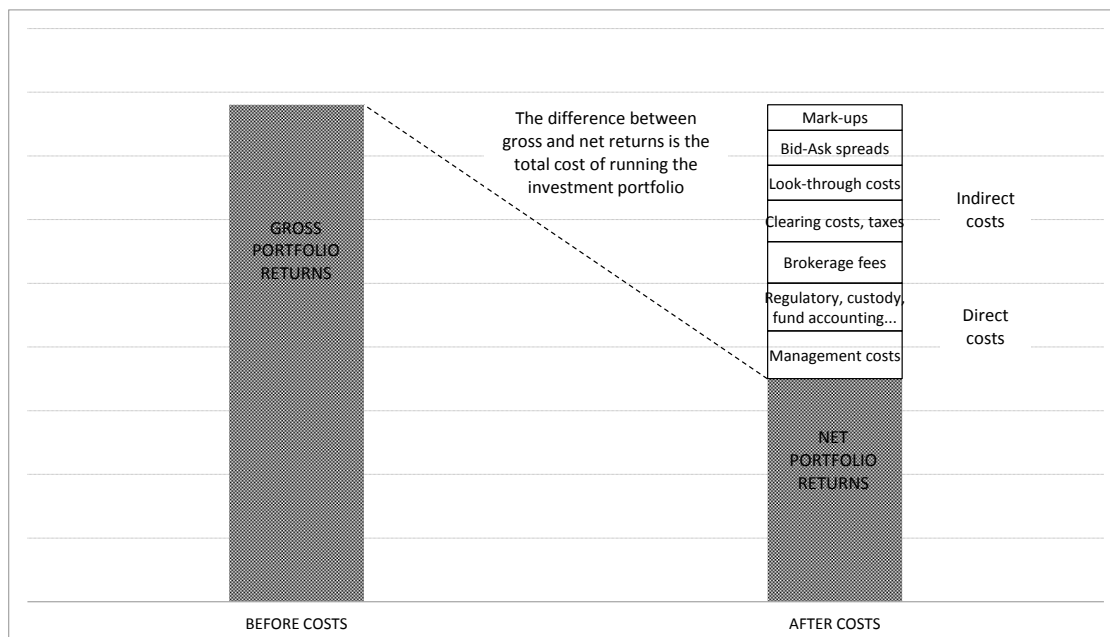 The difference between
gross and net returns is the
total cost of running the
investment portfolio
GROSS
PORTFOLIO
RETURNS
Mark-ups
Bid-Ask spreads
Look-through costs
Clearing costs, taxes
Brokerage fees
Regulatory, custody,
fund accounting...
Management costs
Indirect
costs
Direct
costs
NET
PORTFOLIO
RETURNS
BEFORE COSTS
AFTER COSTS